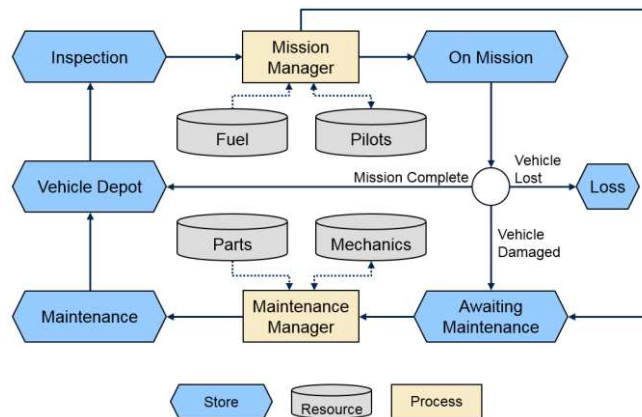 Inspection
Mission
Manager
On Mission
Fuel
Pilots
Vehicle Depot
Mission Complete
Vehicle
Lost
Loss
Parts
Mechanics
Vehicle
Damaged
Maintenance
Maintenance
Manager
Awaiting
Maintenance
Store
Resource
Process